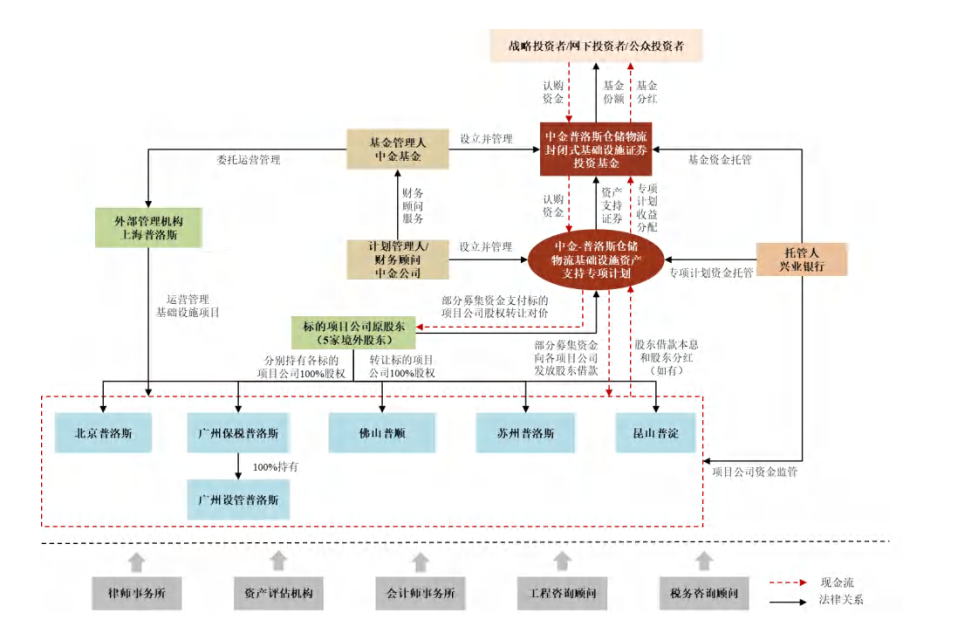 战略投资者/网下投资者/公众投资者
认购
资金
基金
份额
基金
分红
基金管理人
中金基金
设立并管理
中金普洛斯仓储物流
封闭式基础设施证券
投资基金
委托运营管理
基金资金托管
财务
顾问
服务
认购
资金
资产
支持
证券
专项
计划
收益
分配
外部管理机构
上海普洛斯
计划管理人/
财务顾问
中金公司
设立并管理
中金-普洛斯仓储
物流基础设施资产
支持专项计划
专项计划资金托管
托管人
兴业银行
运营管理
基础设施项目
部分募集资金支付标的
项目公司股权转让对价
标的项目公司原股东
（5家境外股东）
分别持有各标的
项目公司100%股权
转让标的项目
公司100%股权
部分募集资金
向各项目公司
发放股东借款
股东借款本息
和股东分红
（如有）
北京普洛斯
广州保税普洛斯
佛山普顺
苏州普洛斯
昆山普淀
100%持有
项目公司资金监管
广州设管普洛斯
律师事务所
资产评估机构
会计师事务所
工程咨询顾问
税务咨询顾问
现金流
法律关系